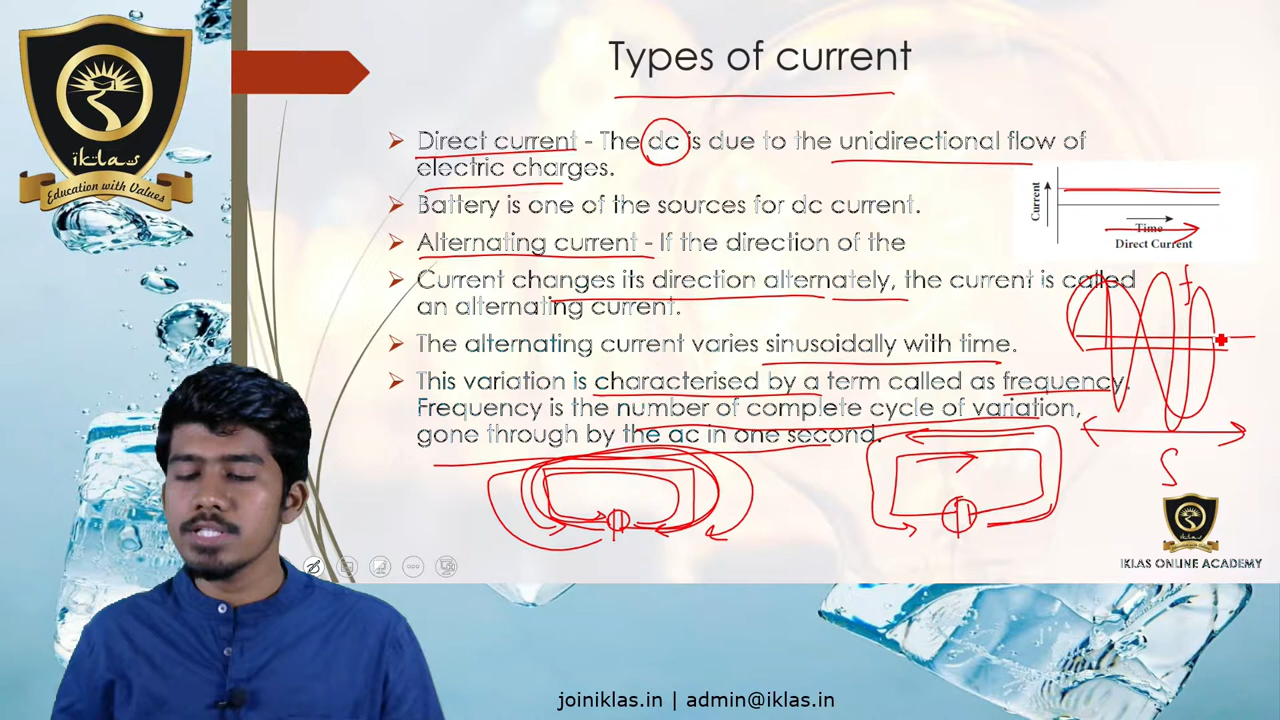 iklas
Education with Values
Types of current
Direct current - The dc is due to the unidirectional flow of
electric charges.
Battery is one of the sources for dc current.
Alternating current - If the direction of the
Current changes its direction alternately, the current is called
an alternating current.
The alternating current varies sinusoidally with time.
This variation is characterised by a term called as frequency.
Frequency is the number of complete cycle of variation,
gone through by the ac in one second.
Current
Time
Direct Current
f
S
IKLAS ONLINE ACADEMY
joiniklas.in | admin@iklas.in